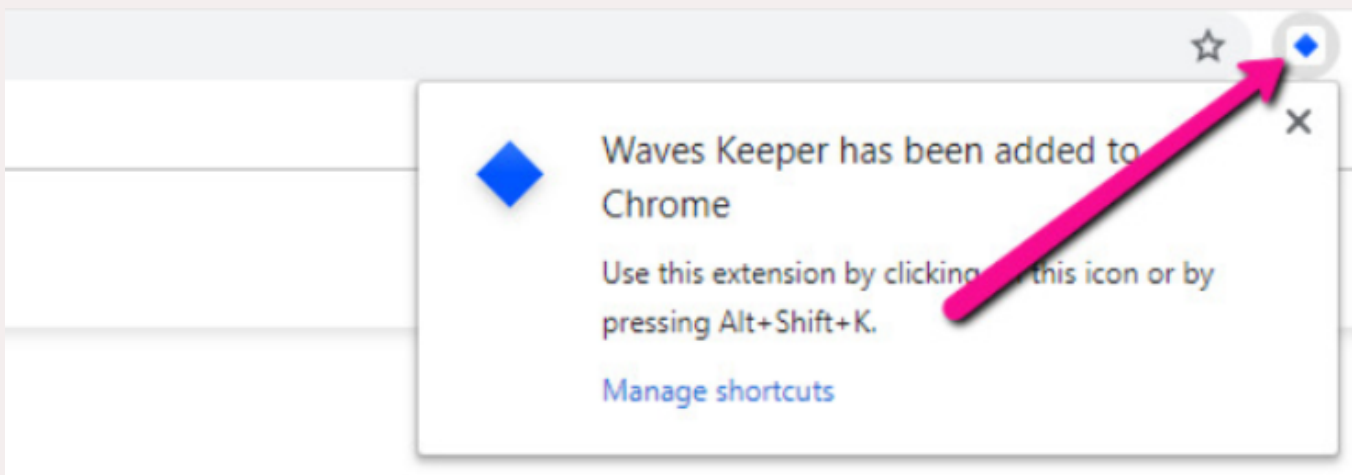 Waves Keeper has been added to
Chrome
Use this extension by clicking this icon or by
pressing Alt+Shift+K.
Manage shortcuts